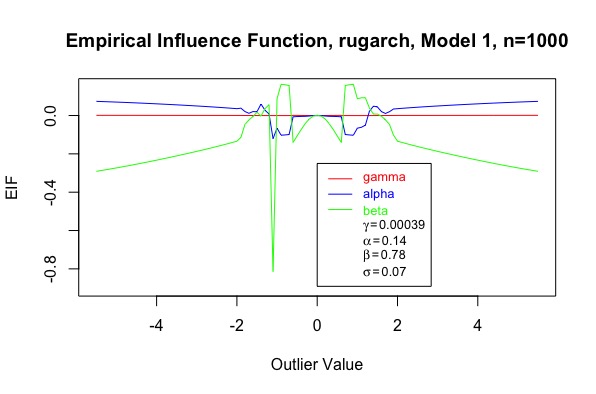 Empirical Influence Function, rugarch, Model 1, n=1000
EIF
0.0
-0.4
-0.8
gamma
alpha
beta
γ=0.00039
α=0.14
β=0.78
σ=0.07
-4 -2 0 2 4
Outlier Value